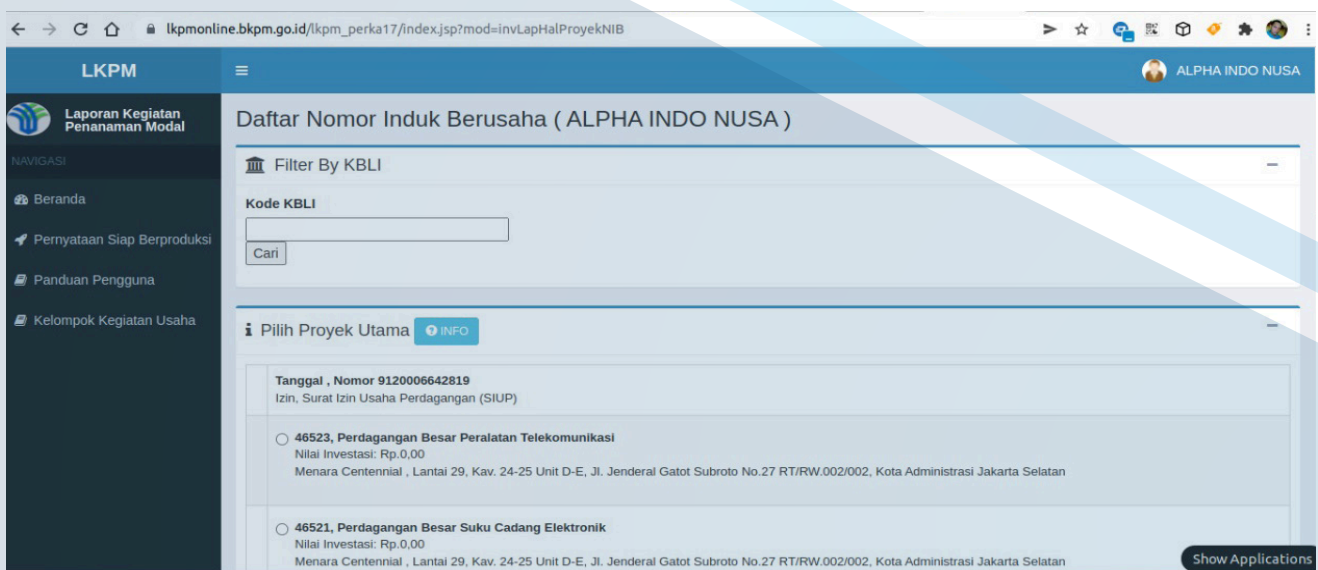 lkpmonline.bkpm.go.id/lkpm_perka17/index.jsp?mod=invLapHalProyekNIB
LKPM
ALPHA INDO NUSA
Laporan Kegiatan
Penanaman Modal
Daftar Nomor Induk Berusaha ( ALPHA INDO NUSA )
NAVIGASI
Filter By KBLI
Beranda
Kode KBLI
Pernyataan Siap Berproduksi
Cari
Panduan Pengguna
Kelompok Kegiatan Usaha
Pilih Proyek Utama INFO
Tanggal , Nomor 9120006642819
Izin, Surat Izin Usaha Perdagangan (SIUP)
46523, Perdagangan Besar Peralatan Telekomunikasi
Nilai Investasi: Rp.0,00
Menara Centennial , Lantai 29, Kav. 24-25 Unit D-E, Jl. Jenderal Gatot Subroto No.27 RT/RW.002/002, Kota Administrasi Jakarta Selatan
46521, Perdagangan Besar Suku Cadang Elektronik
Nilai Investasi: Rp.0,00
Menara Centennial , Lantai 29, Kav. 24-25 Unit D-E, Jl. Jenderal Gatot Subroto No.27 RT/RW.002/002, Kota Administrasi Jakarta Selatan
Show Applications